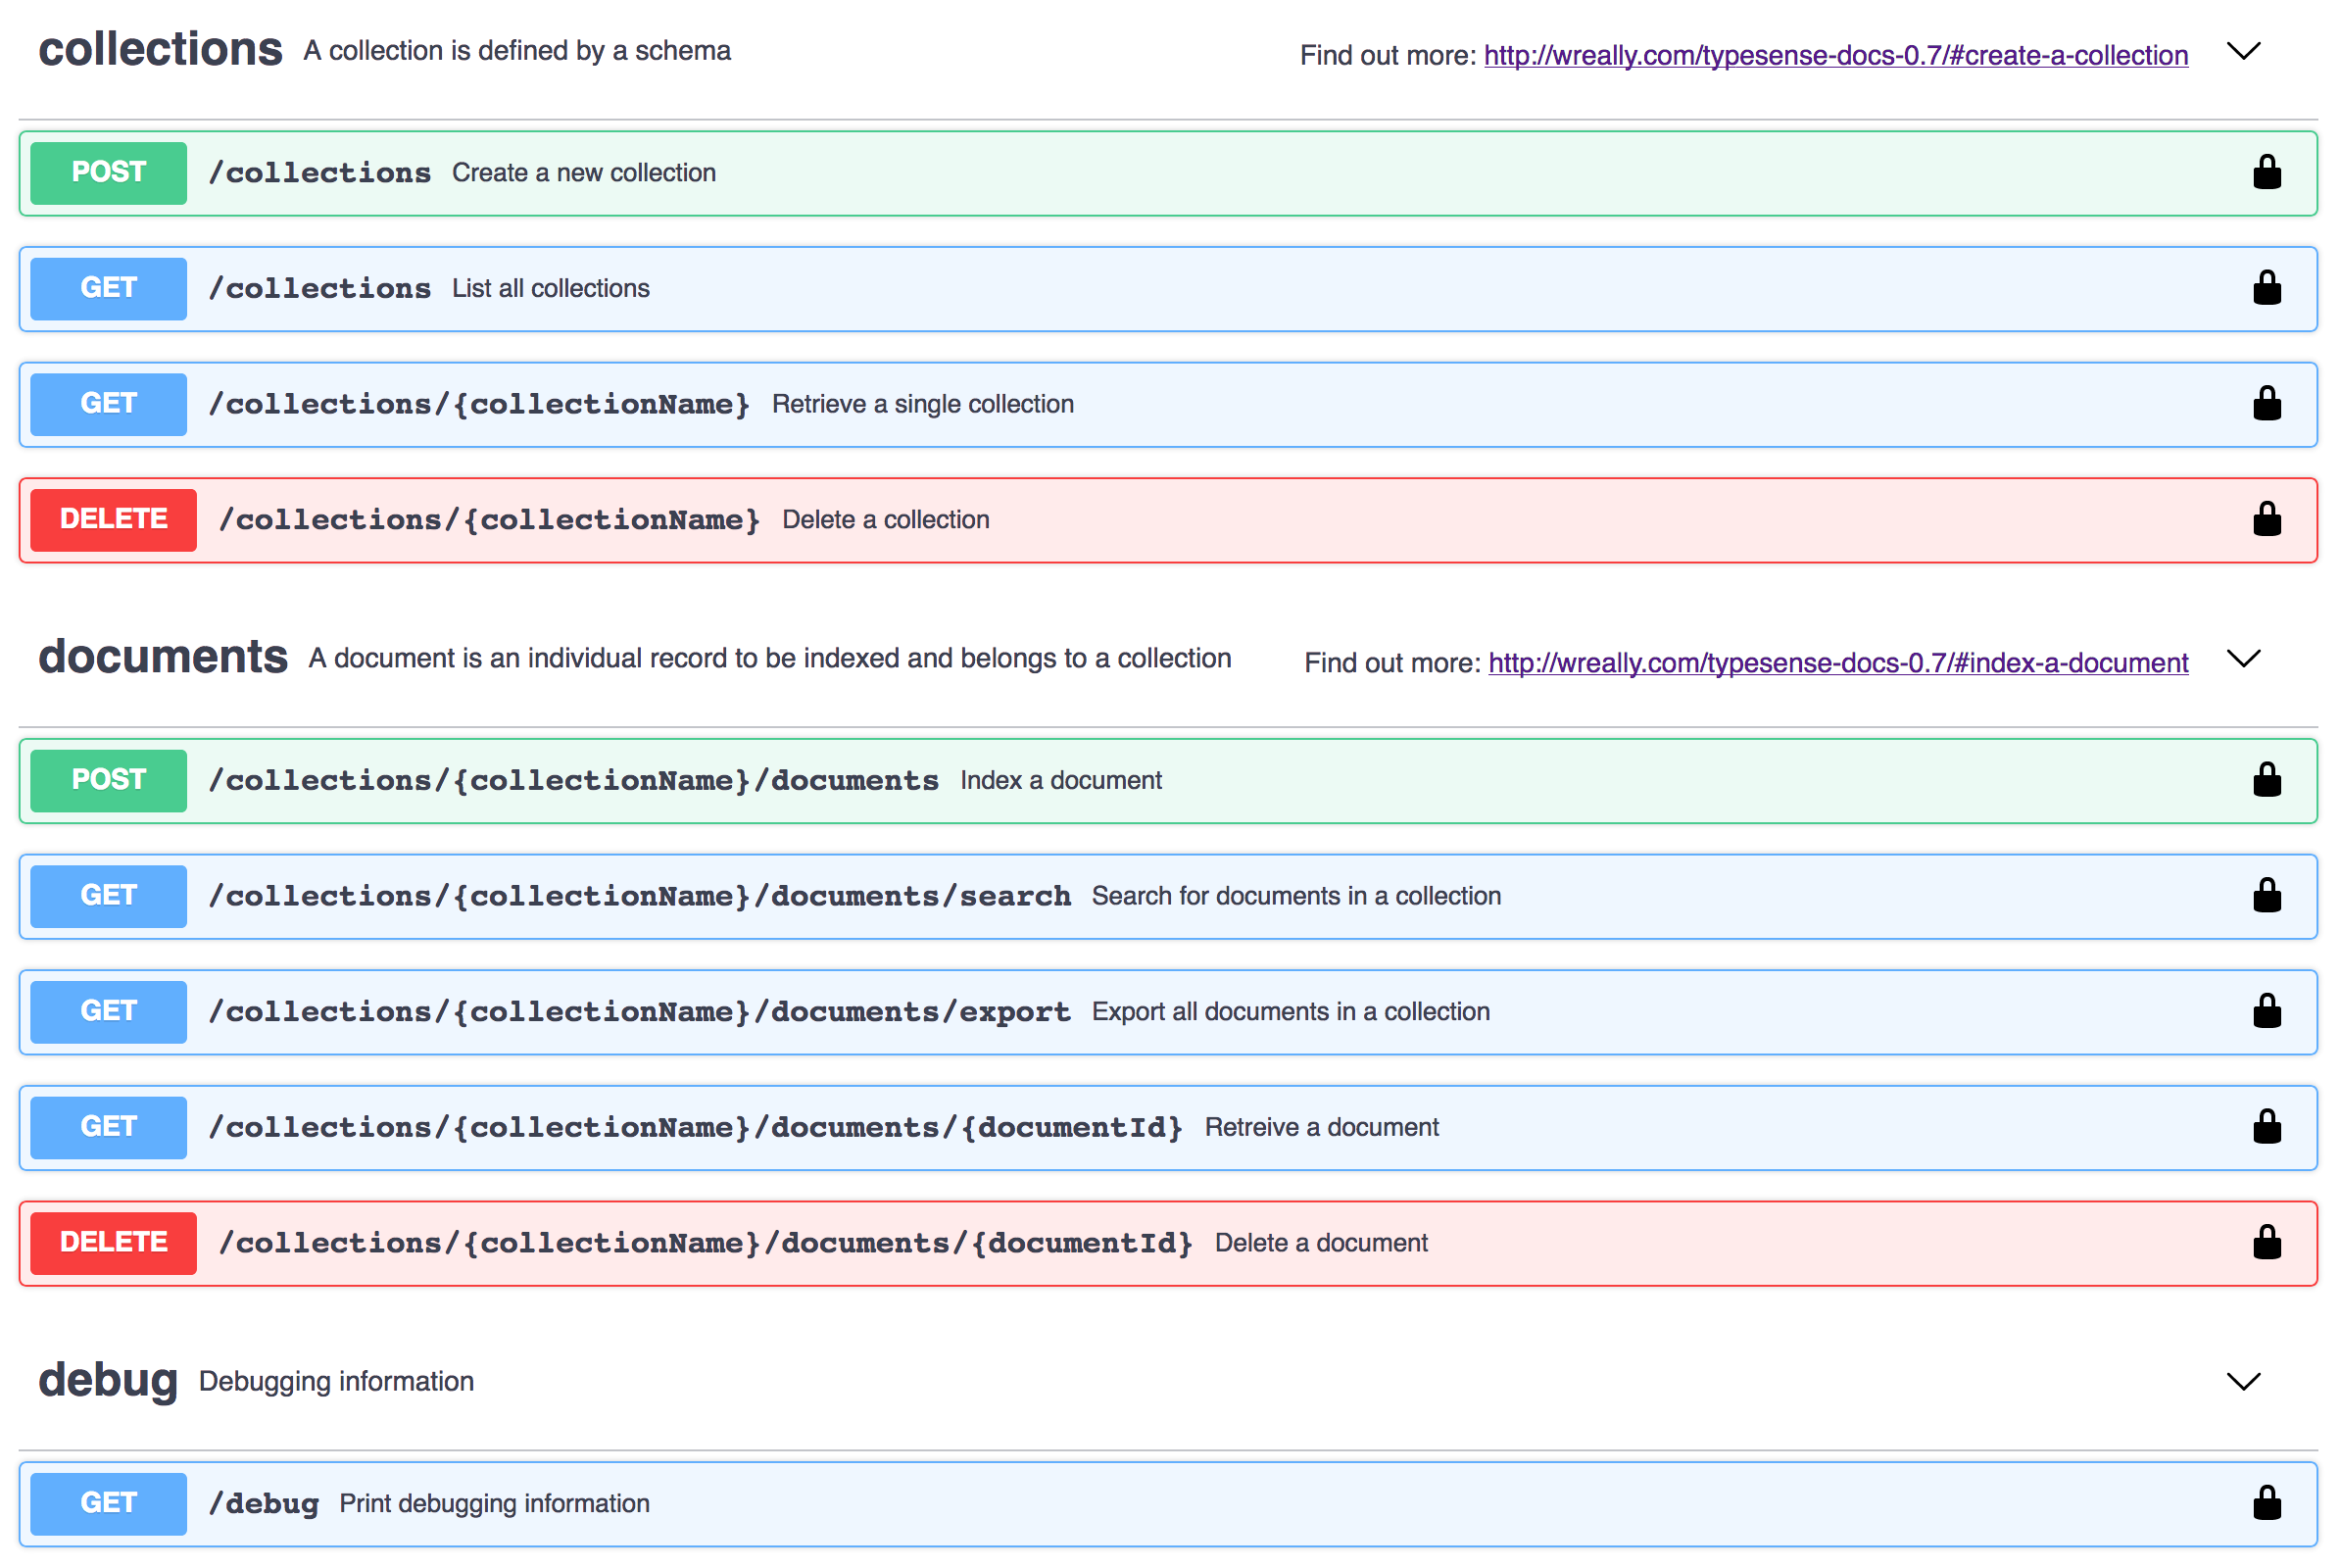 collections A collection is defined by a schema Find out more: http://wreally.com/typesense-docs-0.7/#create-a-collection
POST /collections Create a new collection
GET /collections List all collections
GET /collections/{collectionName} Retrieve a single collection
DELETE /collections/{collectionName} Delete a collection
documents A document is an individual record to be indexed and belongs to a collection Find out more: http://wreally.com/typesense-docs-0.7/#index-a-document
POST /collections/{collectionName}/documents Index a document
GET /collections/{collectionName}/documents/search Search for documents in a collection
GET /collections/{collectionName}/documents/export Export all documents in a collection
GET /collections/{collectionName}/documents/{documentId} Retreive a document
DELETE /collections/{collectionName}/documents/{documentId} Delete a document
debug Debugging information
GET /debug Print debugging information